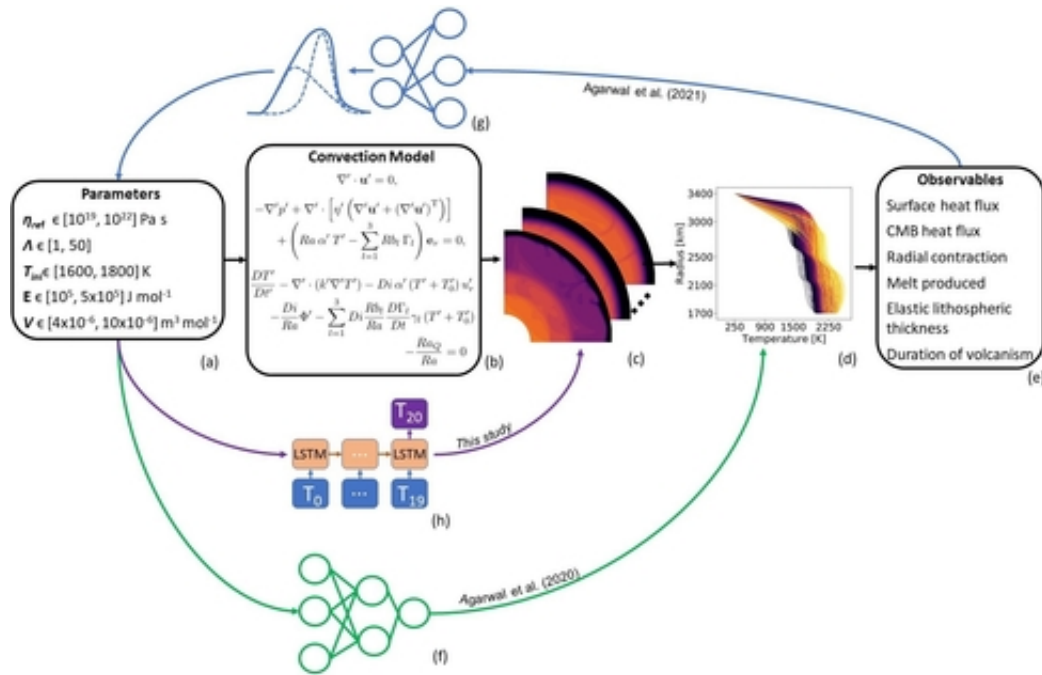 Agarwal et al. (2021)
(g)
Parameters
η_ref ∈ [10^19, 10^22] Pa s
Λ ∈ [1, 50]
T_ini ∈ [1600, 1800] K
E ∈ [10^5, 5x10^5] J mol^-1
V ∈ [4x10^-6, 10x10^-6] m^3 mol^-1
(a)
Convection Model
∇' · u' = 0,
−∇'p' + ∇' · [η' (∇'u' + (∇'u')^T)]
+ (Ra α' T' − ∑_{l=1}^{3} Rb_l Γ_l) e_r = 0,
DT'/Dt' − ∇' · (k'∇'T') − Di α' (T' + T'_0) u'_r
− Di/Ra Φ' − ∑_{l=1}^{3} Di Rb_l/Ra DΓ_l/Dt γ_l (T' + T'_0)
− Ra_Q/Ra = 0
(b)
(c)
3400
2900
2500
2100
1700
Radius [km]
250 900 1500 2250
Temperature [K]
(d)
Observables
Surface heat flux
CMB heat flux
Radial contraction
Melt produced
Elastic lithospheric
thickness
Duration of volcanism
(e)
T_20
LSTM ... LSTM
T_0 ... T_19
This study
(h)
Agarwal et al. (2020)
(f)